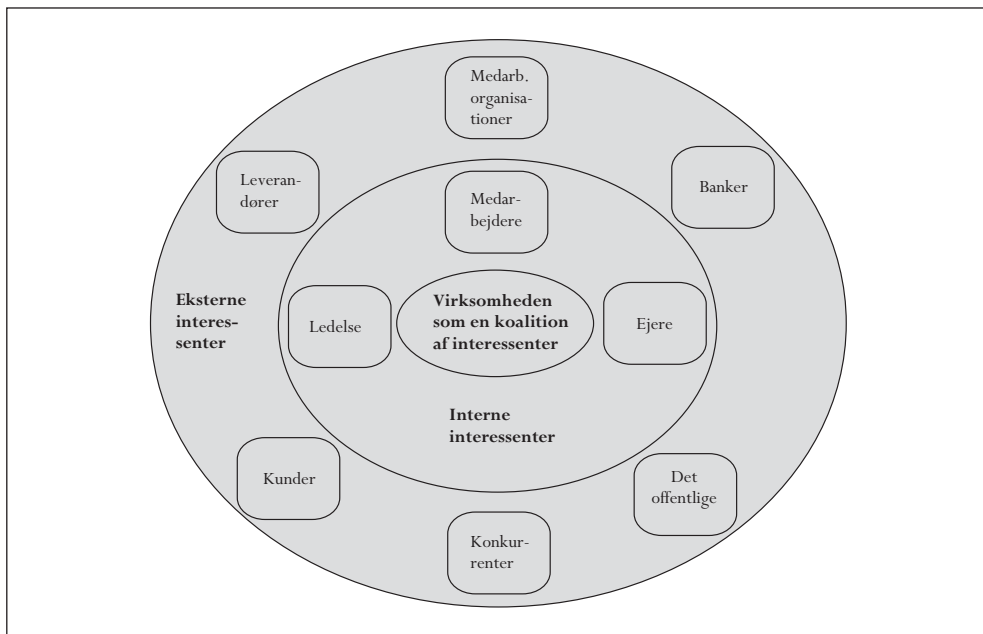 Medarb.
organisa-
tioner
Leveran-
dører
Banker
Medar-
bejdere
Eksterne
interes-
senter
Ledelse
Virksomheden
som en koalition
af interessenter
Ejere
Interne
interessenter
Kunder
Det
offentlige
Konkur-
renter